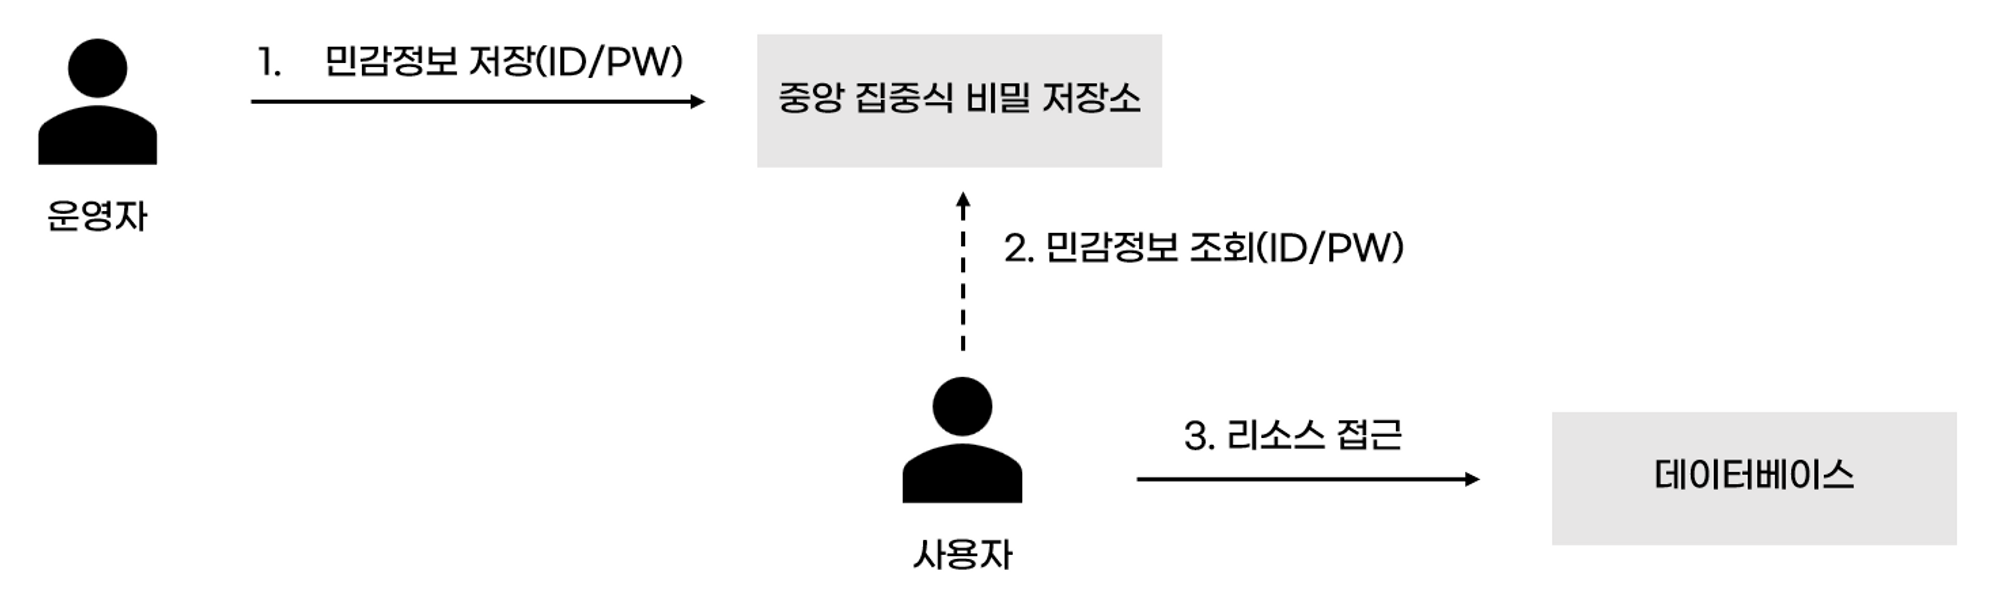 1. 민감정보 저장(ID/PW)
중앙 집중식 비밀 저장소
운영자
2. 민감정보 조회(ID/PW)
3. 리소스 접근
데이터베이스
사용자